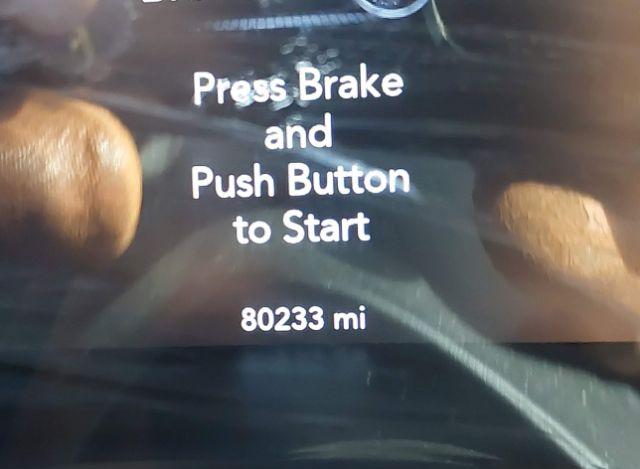 Press Brake
and
Push Button
to Start
80233 mi